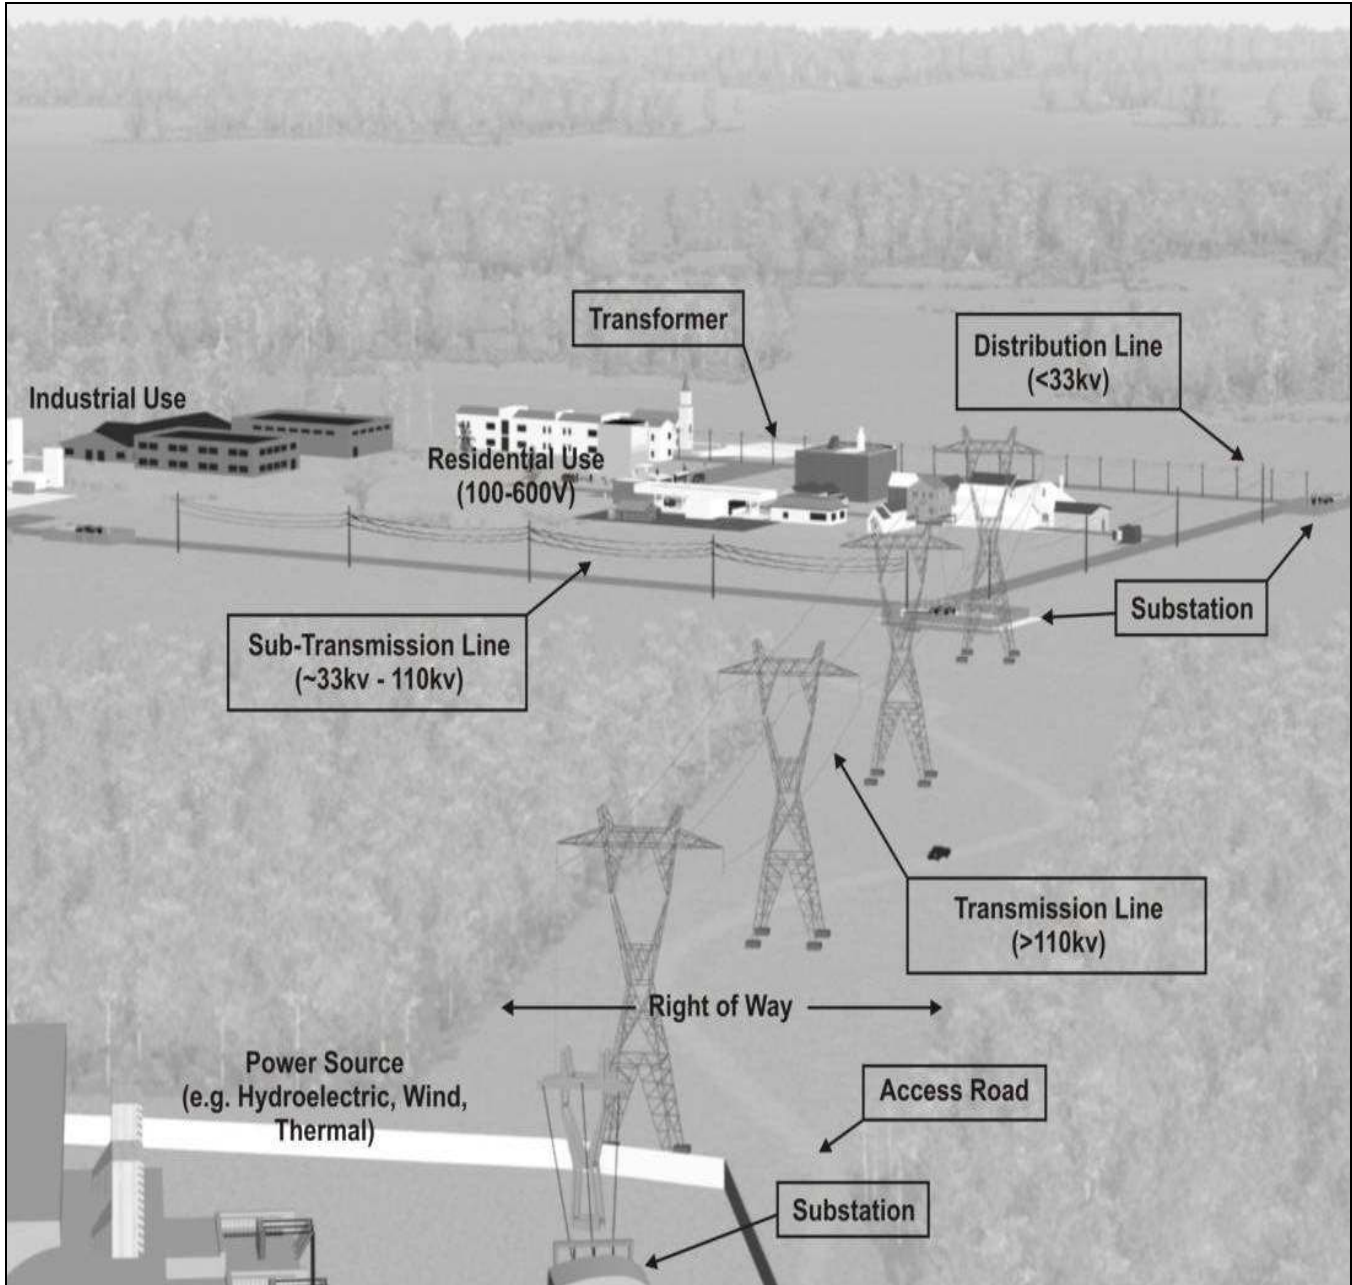 Transformer
Distribution Line
(<33kv)
Industrial Use
Residential Use
(100-600V)
Substation
Sub-Transmission Line
(~33kv - 110kv)
Transmission Line
(>110kv)
Right of Way
Power Source
(e.g. Hydroelectric, Wind,
Thermal)
Access Road
Substation